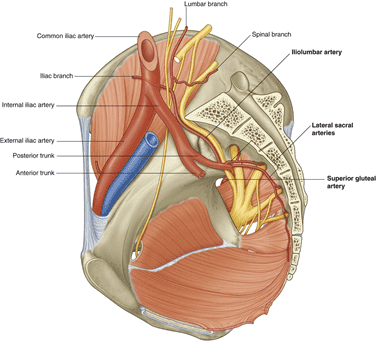 Lumbar branch
Common iliac artery
Spinal branch
Iliolumbar artery
Iliac branch
Internal iliac artery
Lateral sacral
arteries
External iliac artery
Posterior trunk
Anterior trunk
Superior gluteal
artery